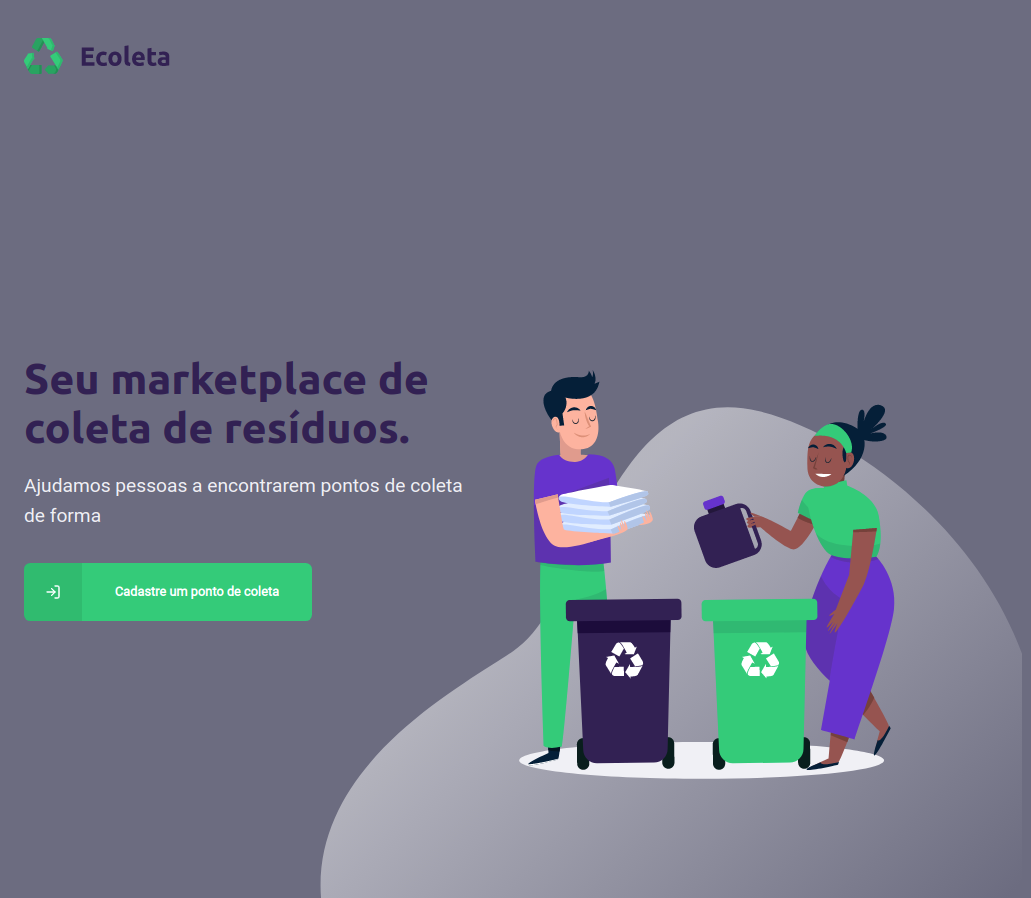 Ecoleta
Seu marketplace de
coleta de resíduos.
Ajudamos pessoas a encontrarem pontos de coleta
de forma
Cadastre um ponto de coleta